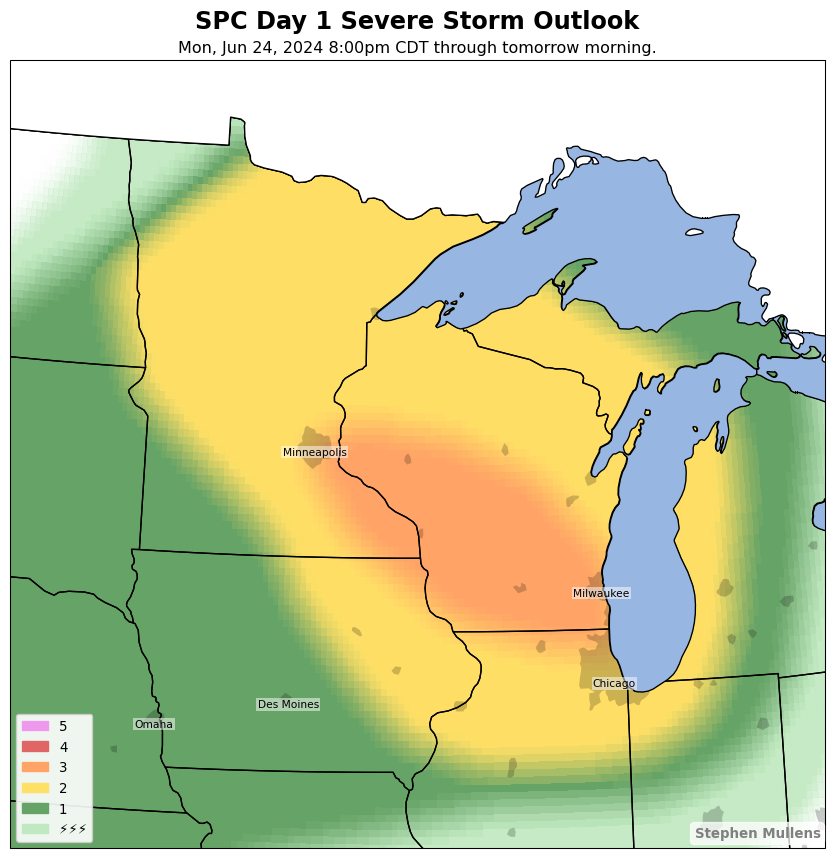 SPC Day 1 Severe Storm Outlook
Mon, Jun 24, 2024 8:00pm CDT through tomorrow morning.
Minneapolis
Milwaukee
Chicago
Des Moines
Omaha
5
4
3
2
1
⚡⚡⚡
Stephen Mullens